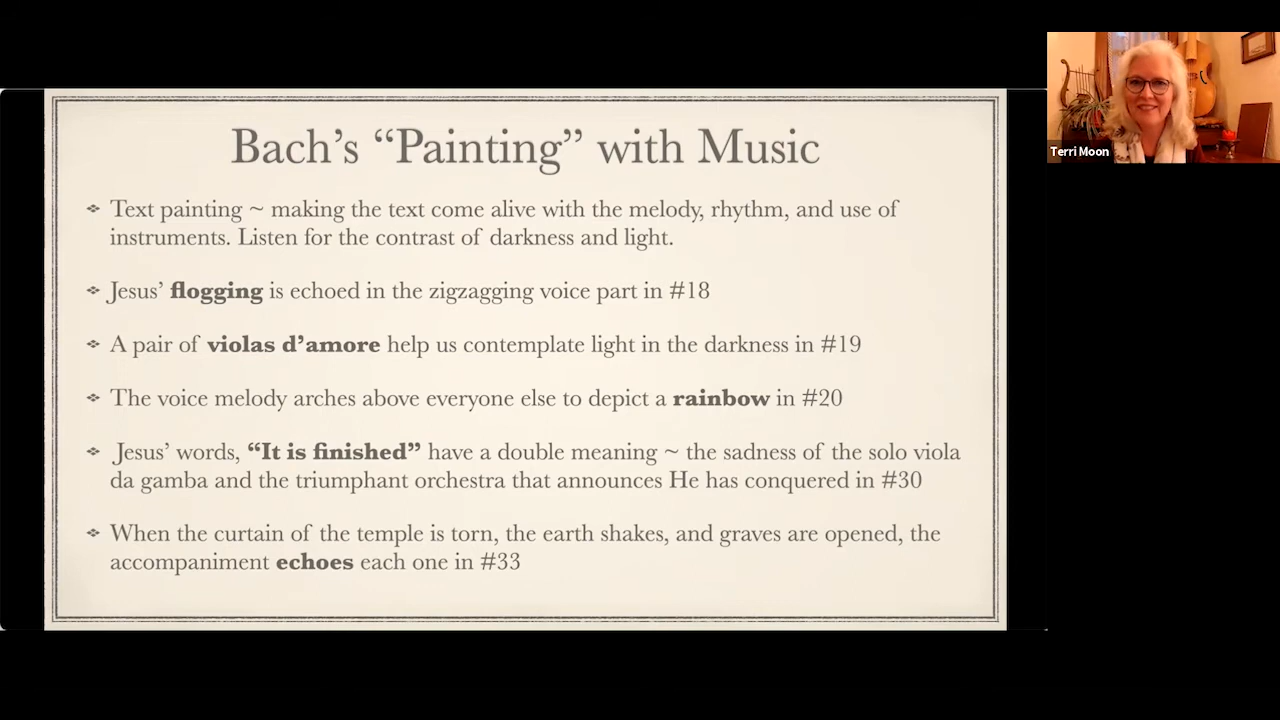 Bach’s “Painting” with Music
Text painting ~ making the text come alive with the melody, rhythm, and use of
instruments. Listen for the contrast of darkness and light.
Jesus’ flogging is echoed in the zigzagging voice part in #18
A pair of violas d’amore help us contemplate light in the darkness in #19
The voice melody arches above everyone else to depict a rainbow in #20
Jesus’ words, “It is finished” have a double meaning ~ the sadness of the solo viola
da gamba and the triumphant orchestra that announces He has conquered in #30
When the curtain of the temple is torn, the earth shakes, and graves are opened, the
accompaniment echoes each one in #33
Terri Moon